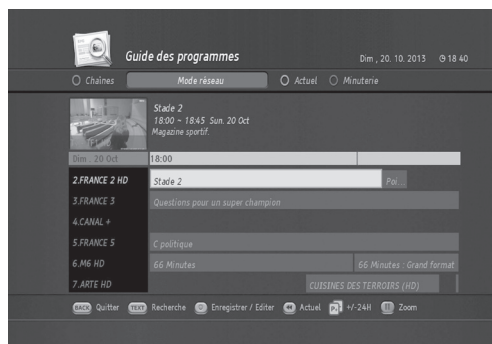 Guide des programmes
Dim , 20. 10. 2013 18 40
Chaînes Mode réseau Actuel Minuterie
Stade 2
18:00 ~ 18:45 Sun. 20 Oct
Magazine sportif.
Dim . 20 Oct 18:00
2.FRANCE 2 HD Stade 2 Poi...
3.FRANCE 3 Questions pour un super champion
4.CANAL +
5.FRANCE 5 C politique
6.M6 HD 66 Minutes 66 Minutes : Grand format
7.ARTE HD CUISINES DES TERROIRS (HD)
BACK Quitter TEXT Recherche Enregistrer / Editer Actuel +/-24H Zoom